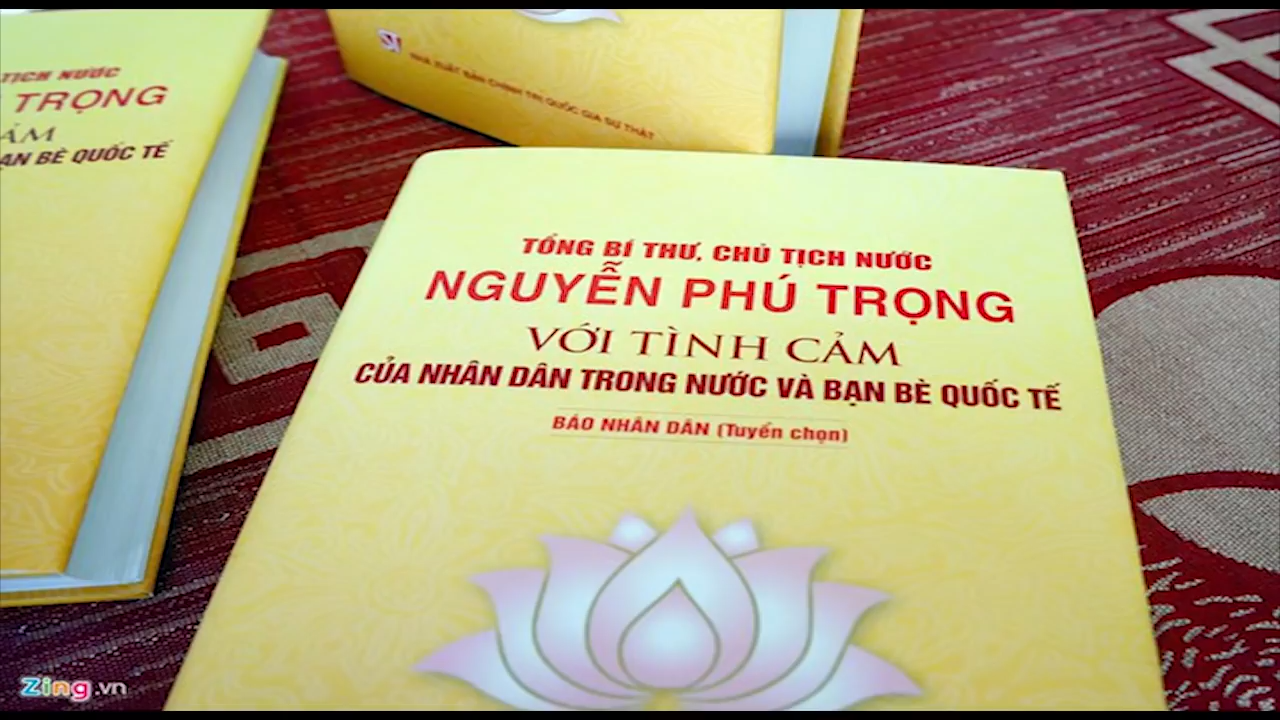 TỊCH NƯỚC
TRỌNG
BẠN BÈ QUỐC TẾ
NHÀ XUẤT BẢN CHÍNH TRỊ QUỐC GIA SỰ THẬT
TỔNG BÍ THƯ, CHỦ TỊCH NƯỚC
NGUYỄN PHÚ TRỌNG
VỚI TÌNH CẢM
CỦA NHÂN DÂN TRONG NƯỚC VÀ BẠN BÈ QUỐC TẾ
BÁO NHÂN DÂN (Tuyển chọn)
Zing.vn